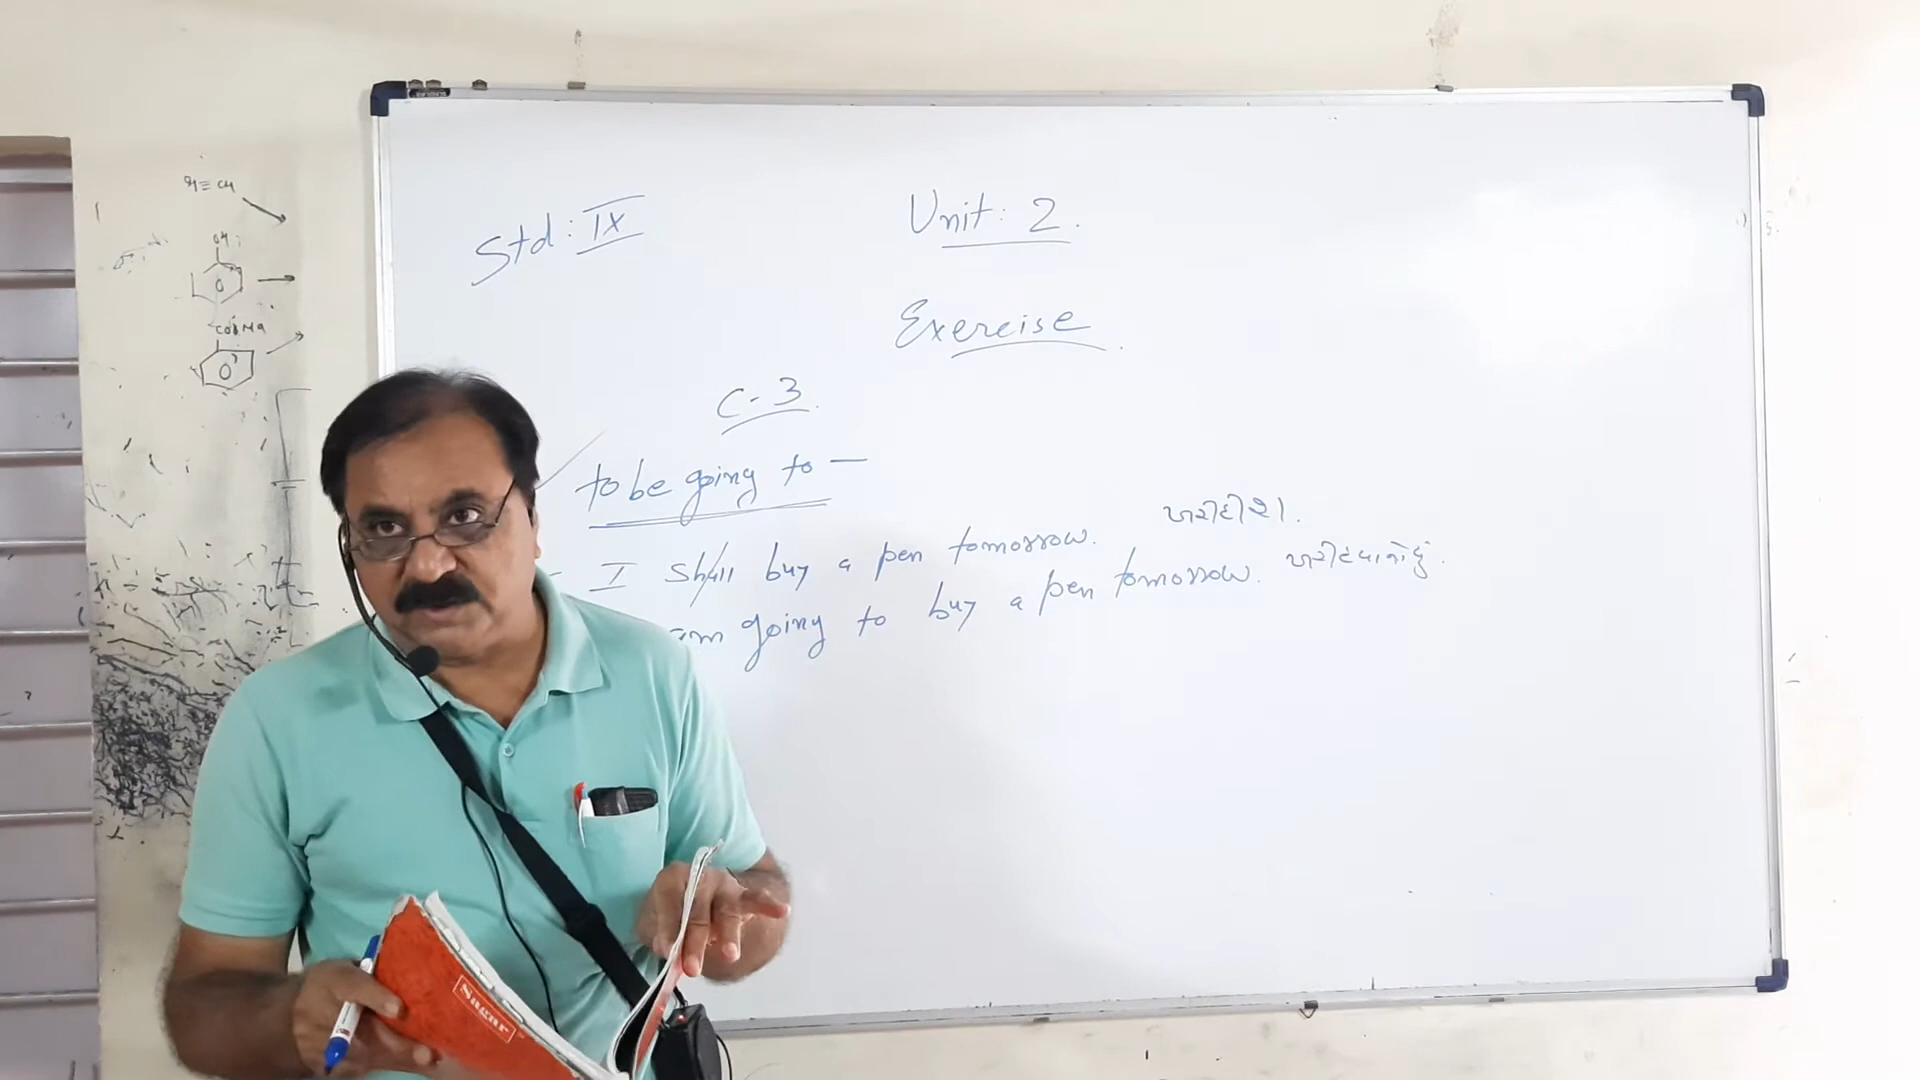 Std: IX
Unit: 2.
Exercise
C-3.
to be going to —
- I shall buy a pen tomorrow. ખરીદીશ.
am going to buy a pen tomorrow. ખરીદવાનો છું.
Sagar